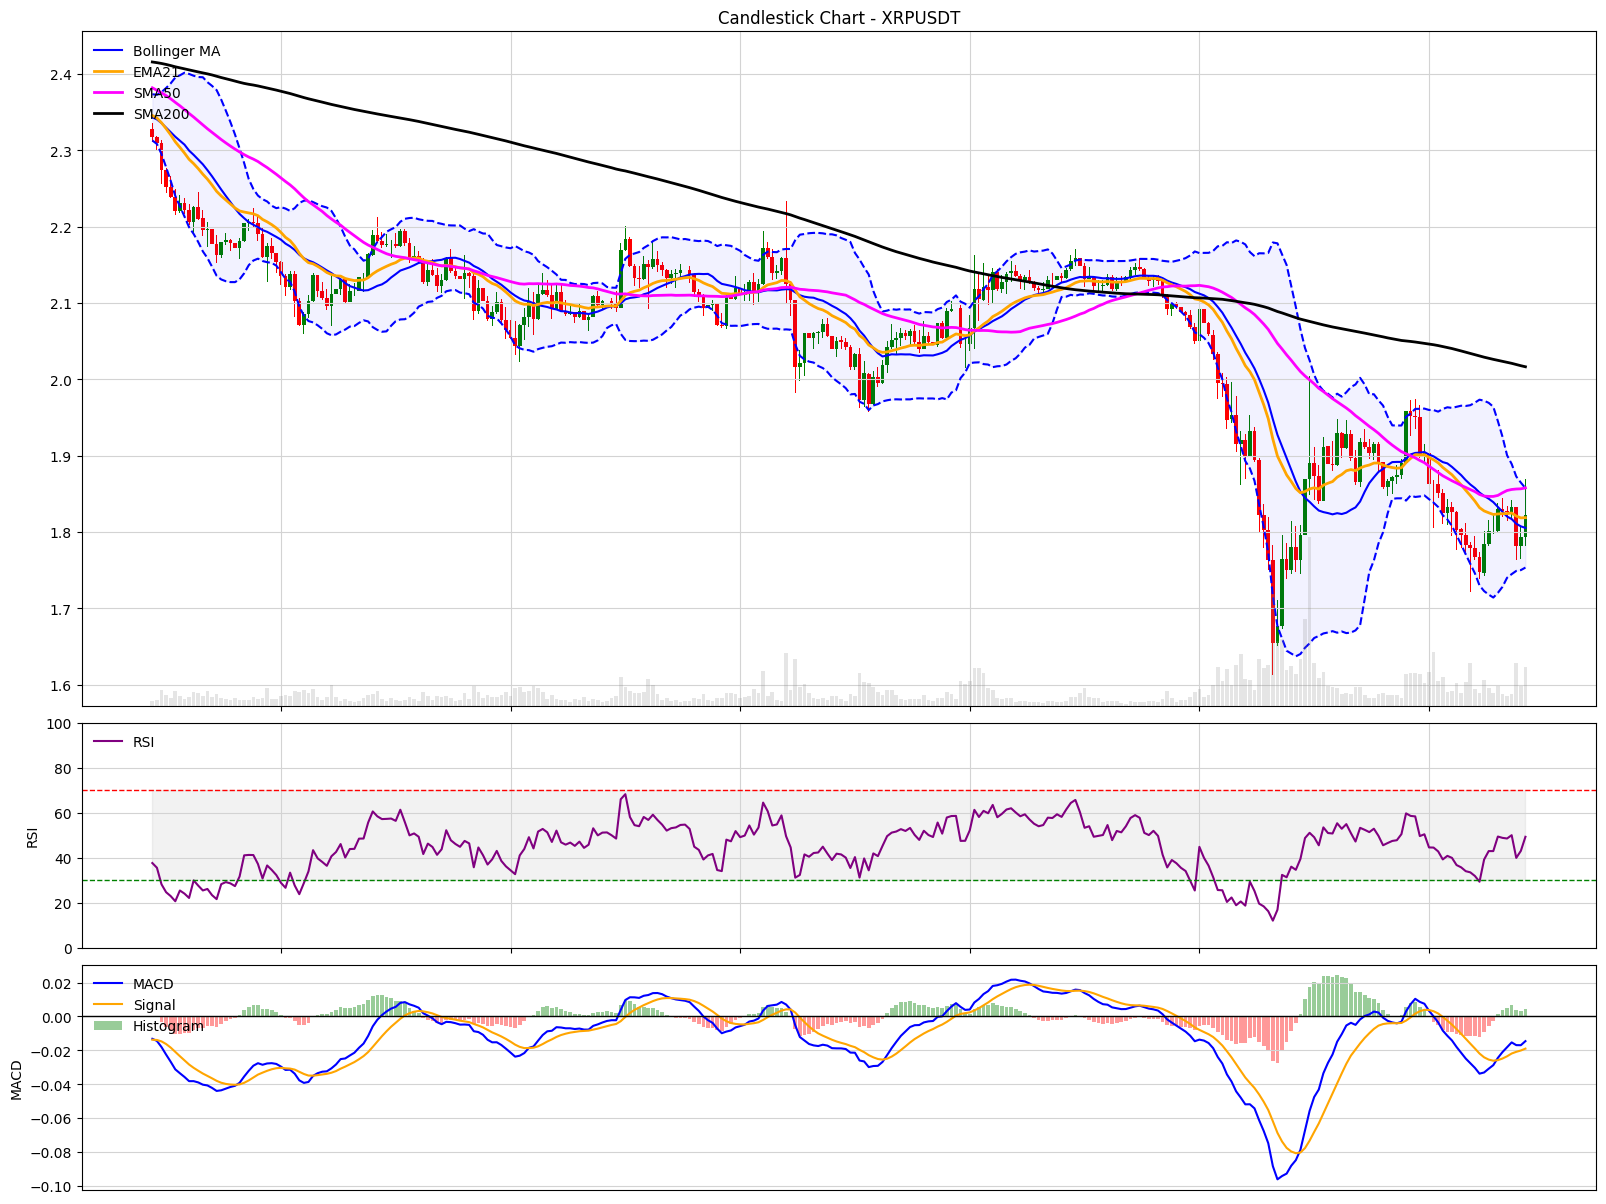 Candlestick Chart - XRPUSDT
Bollinger MA
EMA21
SMA50
SMA200
2.4
2.3
2.2
2.1
2.0
1.9
1.8
1.7
1.6
RSI
100
80
60
40
20
0
RSI
MACD
Signal
Histogram
0.02
0.00
−0.02
−0.04
−0.06
−0.08
−0.10
MACD